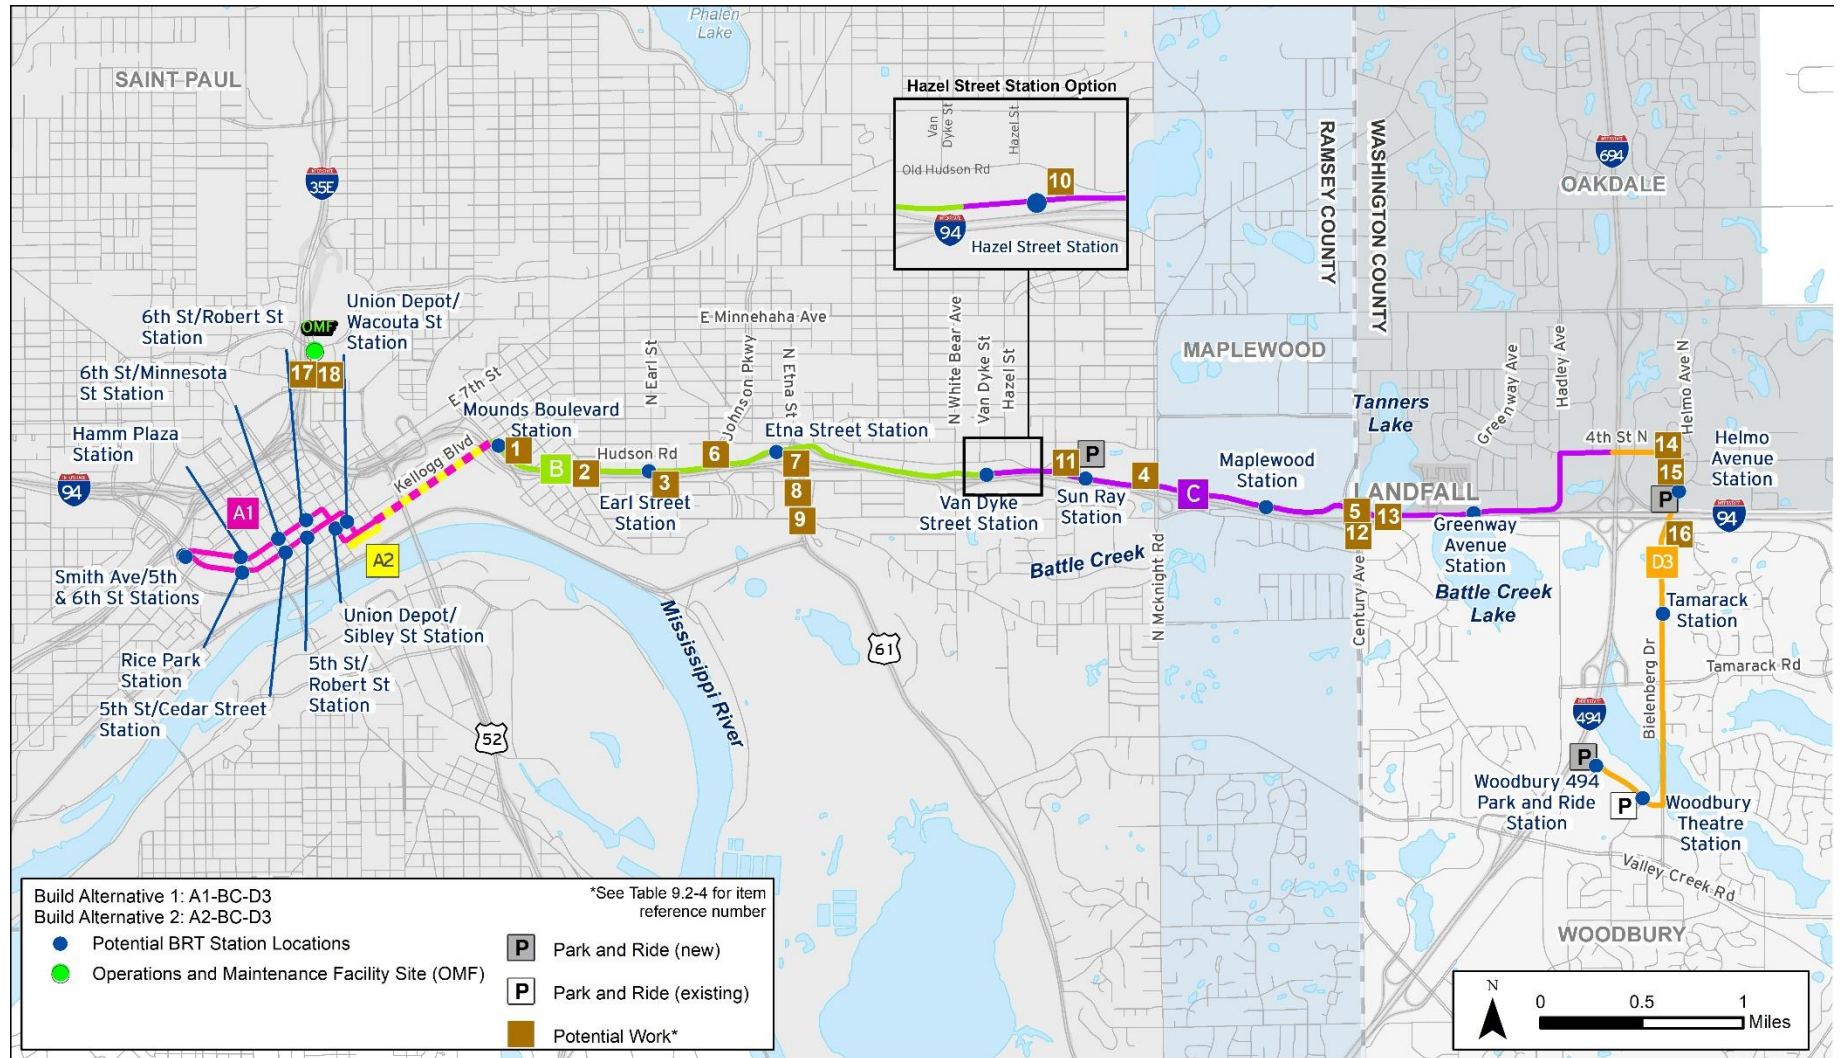 Phalen
Lake
SAINT PAUL
Hazel Street Station Option
Van
Dyke St
Hazel St
Old Hudson Rd
10
94
Hazel Street Station
RAMSEY COUNTY
WASHINGTON COUNTY
694
OAKDALE
35E
6th St/Robert St
Station
OMF
Union Depot/
Wacouta St
Station
17
18
6th St/Minnesota
St Station
Hamm Plaza
Station
94
A1
Smith Ave/5th
& 6th St Stations
Rice Park
Station
5th St/Cedar Street
Station
5th St/
Robert St
Station
Union Depot/
Sibley St Station
A2
Kellogg Blvd
E 7th St
Mounds Boulevard
Station
1
B
2
Hudson Rd
N Earl St
3
Earl Street
Station
6
Johnson Pkwy
E Minnehaha Ave
N Etna St
Etna Street Station
7
8
9
N White Bear Ave
Van Dyke St
Hazel St
Van Dyke
Street Station
11
P
Sun Ray
Station
4
C
MAPLEWOOD
Maplewood
Station
Battle Creek
N Mcknight Rd
Century Ave
Tanners
Lake
LANDFALL
5
12
13
Greenway
Avenue
Station
Battle Creek
Lake
Greenway Ave
Hadley Ave
4th St N
Helmo Ave N
14
15
P
Helmo
Avenue
Station
94
16
D3
Tamarack
Station
Tamarack Rd
Bielenberg Dr
494
P
Woodbury 494
Park and Ride
Station
P
Woodbury
Theatre
Station
Valley Creek Rd
WOODBURY
Mississippi River
61
52
Build Alternative 1: A1-BC-D3
Build Alternative 2: A2-BC-D3
*See Table 9.2-4 for item
reference number
Potential BRT Station Locations
Operations and Maintenance Facility Site (OMF)
P Park and Ride (new)
P Park and Ride (existing)
Potential Work*
N
0 0.5 1
Miles